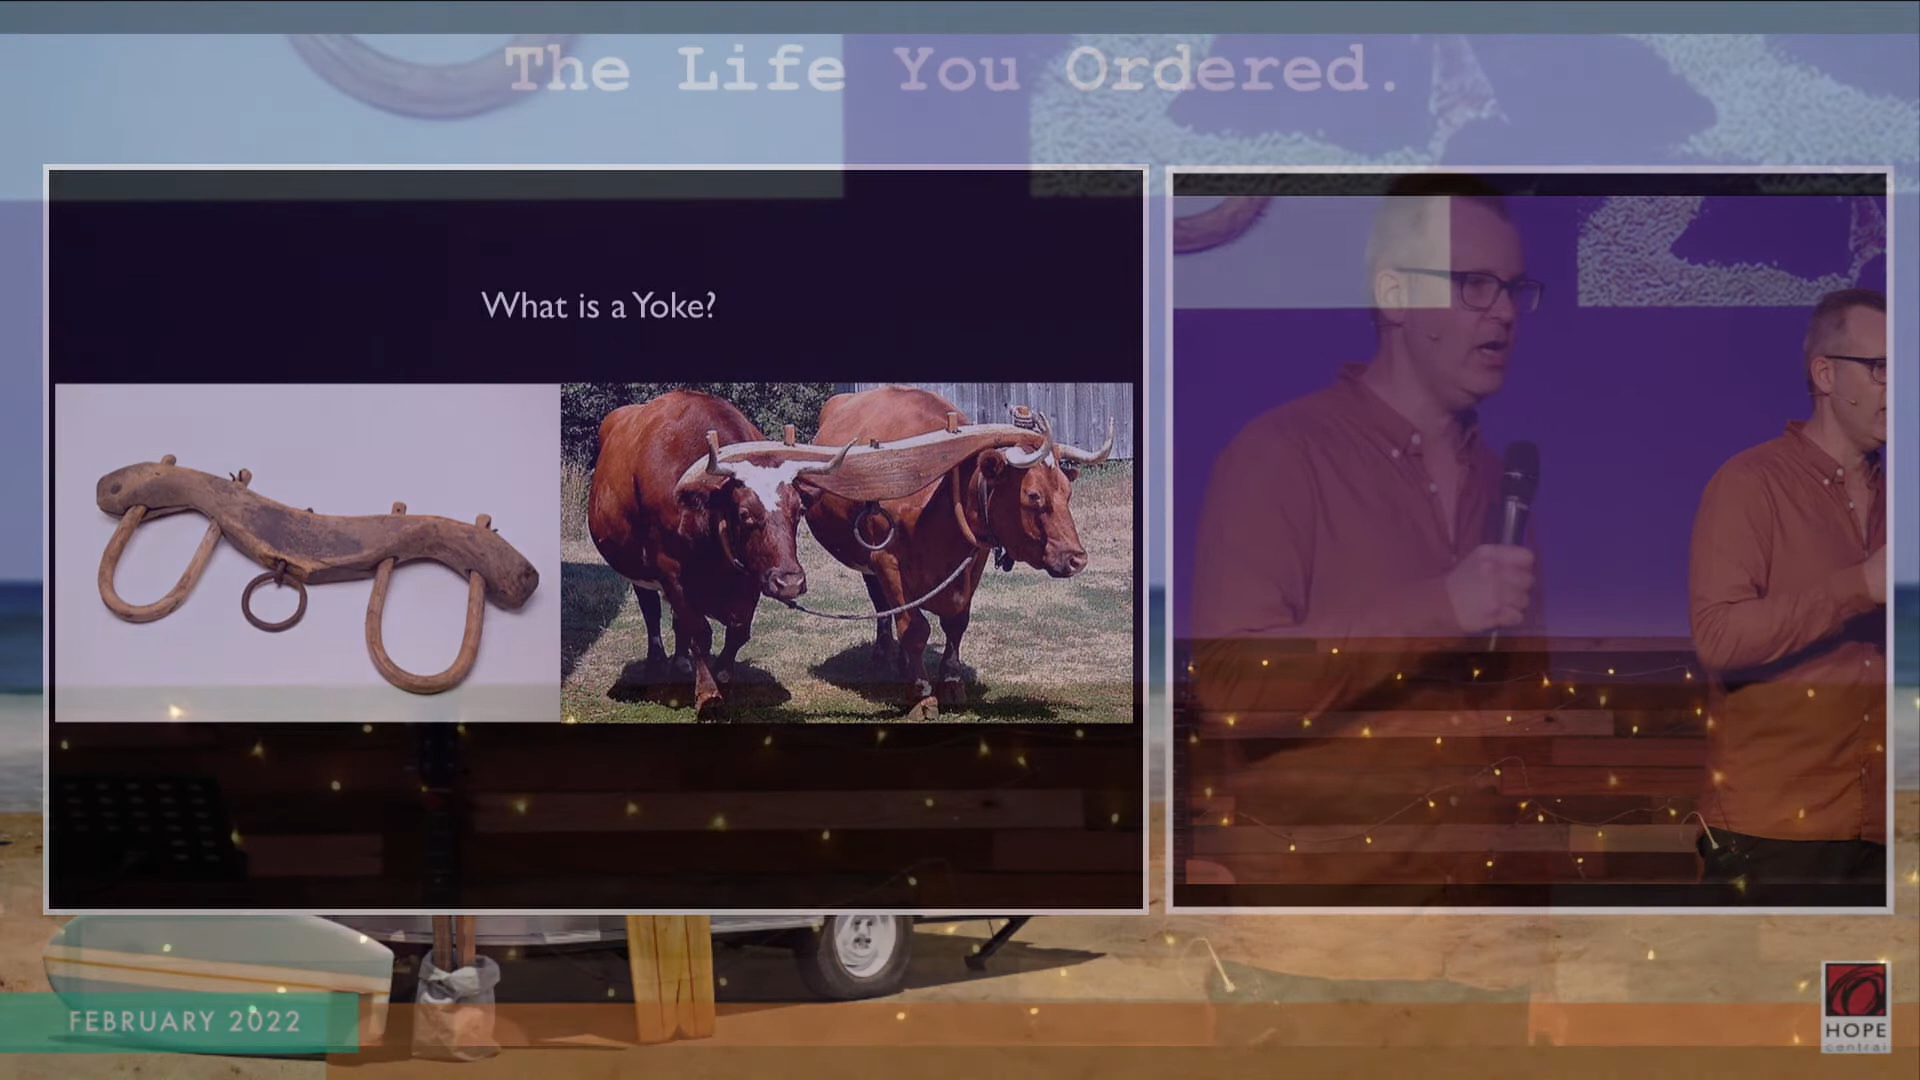 The Life You Ordered.
What is a Yoke?
FEBRUARY 2022
HOPE
central